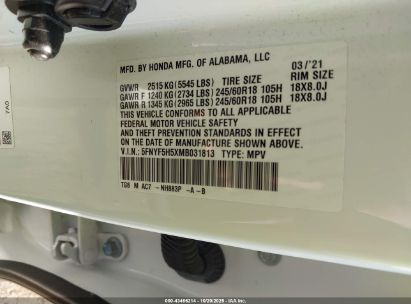 MFD. BY HONDA MFG. OF ALABAMA, LLC
03/'21
GVWR 2515 KG (5545 LBS) TIRE SIZE RIM SIZE
GAWR F 1240 KG (2734 LBS) 245/60R18 105H 18X8.0J
GAWR R 1345 KG (2965 LBS) 245/60R18 105H 18X8.0J
THIS VEHICLE CONFORMS TO ALL APPLICABLE
FEDERAL MOTOR VEHICLE SAFETY
AND THEFT PREVENTION STANDARDS IN EFFECT
ON THE DATE OF MANUFACTURE SHOWN ABOVE.
V.I.N.: 5FNYF5H5XMB031813 TYPE: MPV
TG8 M AC7 -NH883P -A -B